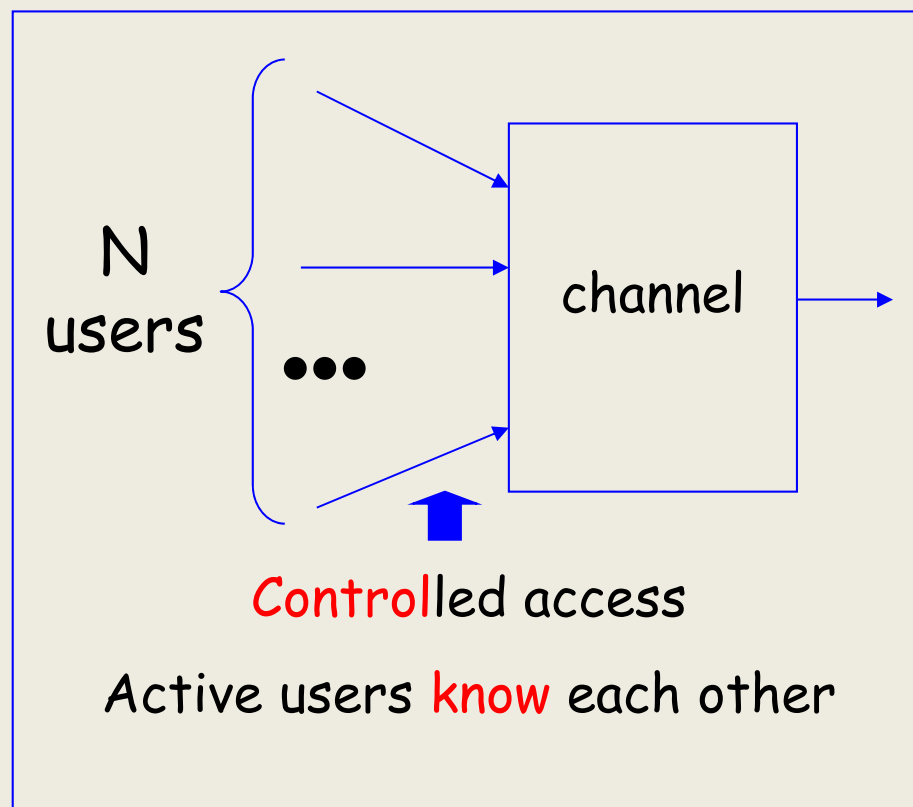 N
users
channel
•••
Controlled access
Active users know each other